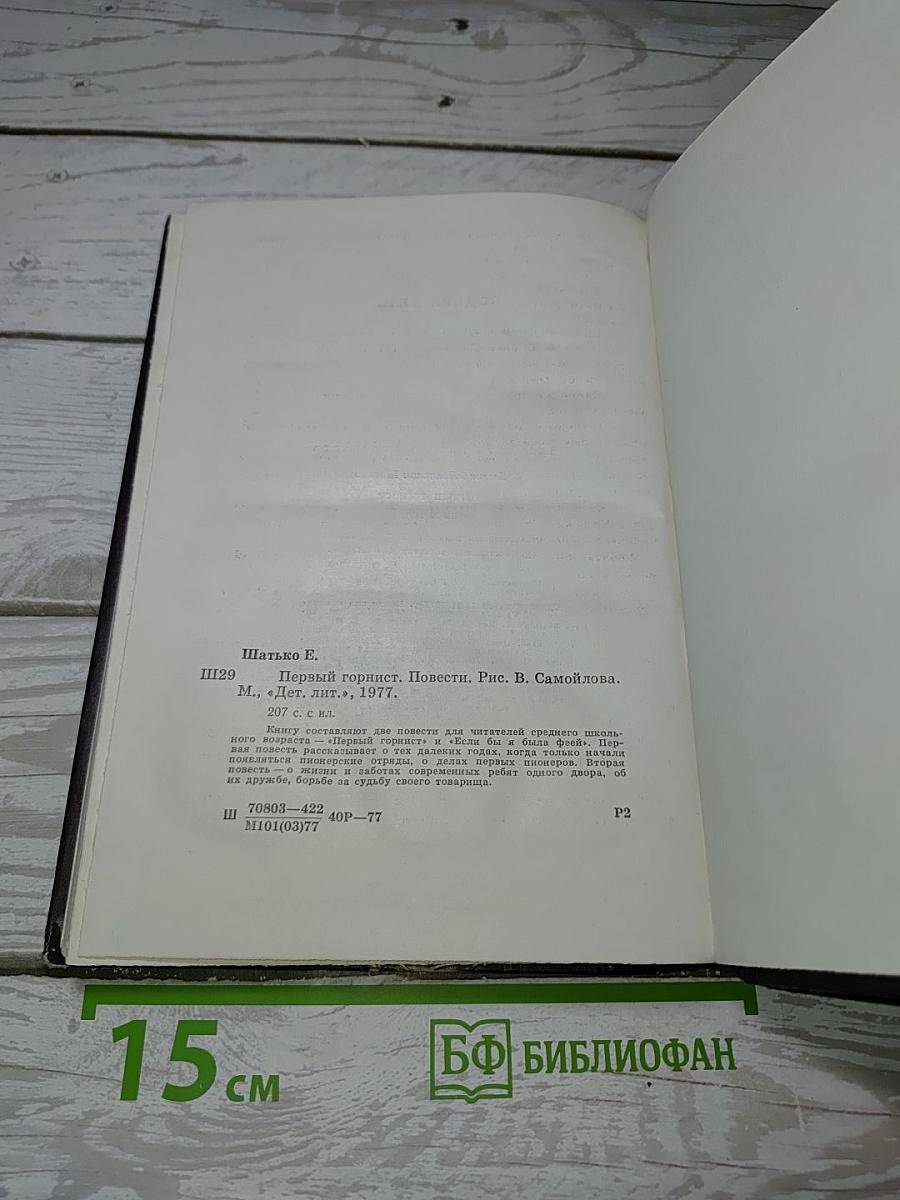 Шатько Е.
Ш29 Первый горнист. Повести. Рис. В. Самойлова.
М., «Дет. лит.», 1977.
207 с. с ил.
Книгу составляют две повести для читателей среднего школь-
ного возраста — «Первый горнист» и «Если бы я была феей». Пер-
вая повесть рассказывает о тех далеких годах, когда только начали
появляться пионерские отряды, о делах первых пионеров. Вторая
повесть — о жизни и заботах современных ребят одного двора, об
их дружбе, борьбе за судьбу своего товарища.
70803—422
Ш 40Р—77 Р2
М101(03)77
15 см
БФ БИБЛИОФАН